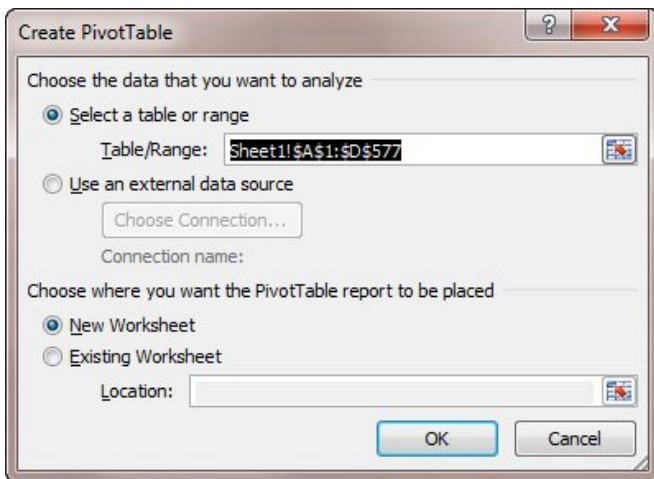 Create PivotTable
?
Choose the data that you want to analyze
Select a table or range
Table/Range: Sheet1!$A$1:$D$577
Use an external data source
Choose Connection...
Connection name:
Choose where you want the PivotTable report to be placed
New Worksheet
Existing Worksheet
Location:
OK Cancel